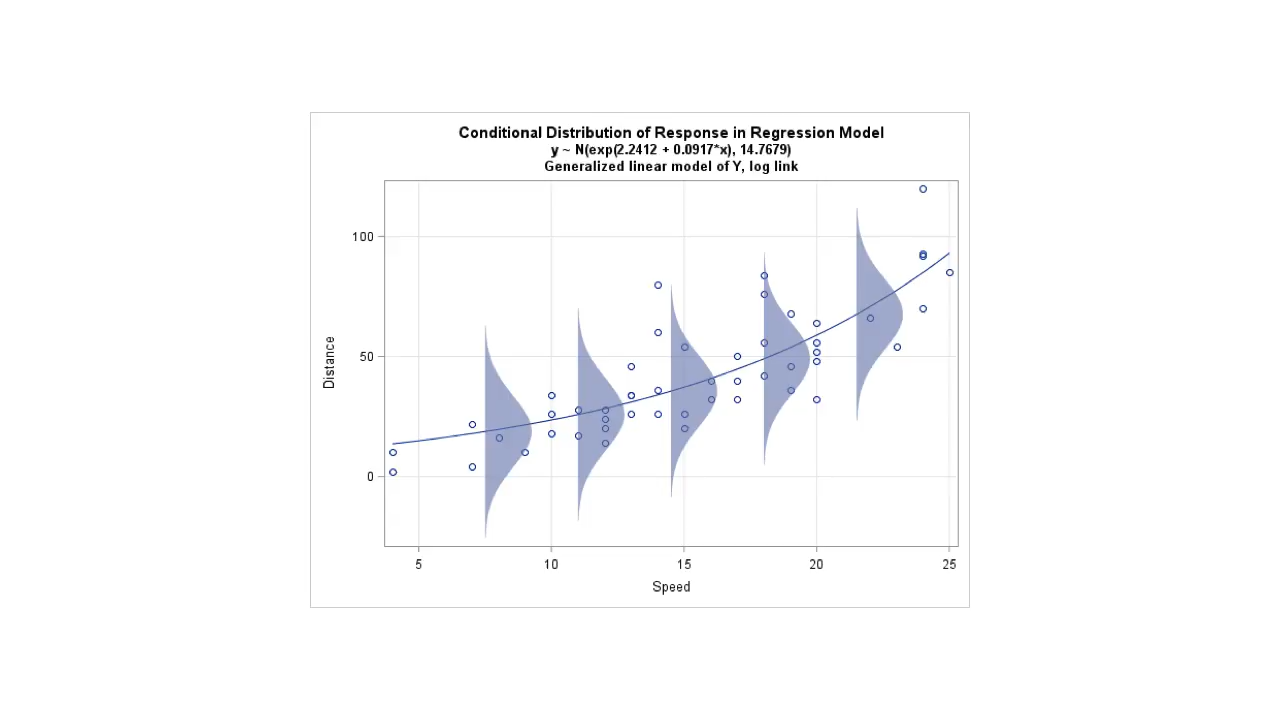 Conditional Distribution of Response in Regression Model
y ~ N(exp(2.2412 + 0.0917*x), 14.7679)
Generalized linear model of Y, log link
100
50
0
Distance
5 10 15 20 25
Speed